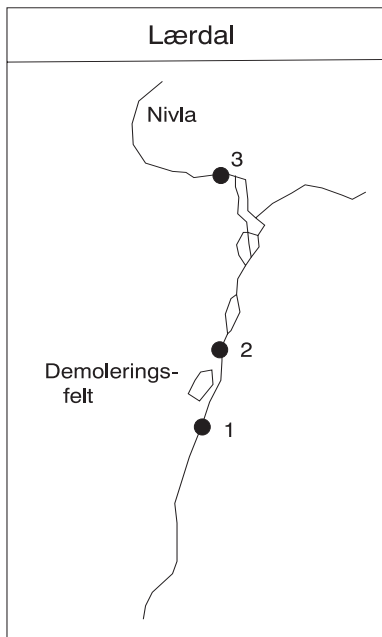 Lærdal
Nivla
3
2
Demolerings-
felt
1